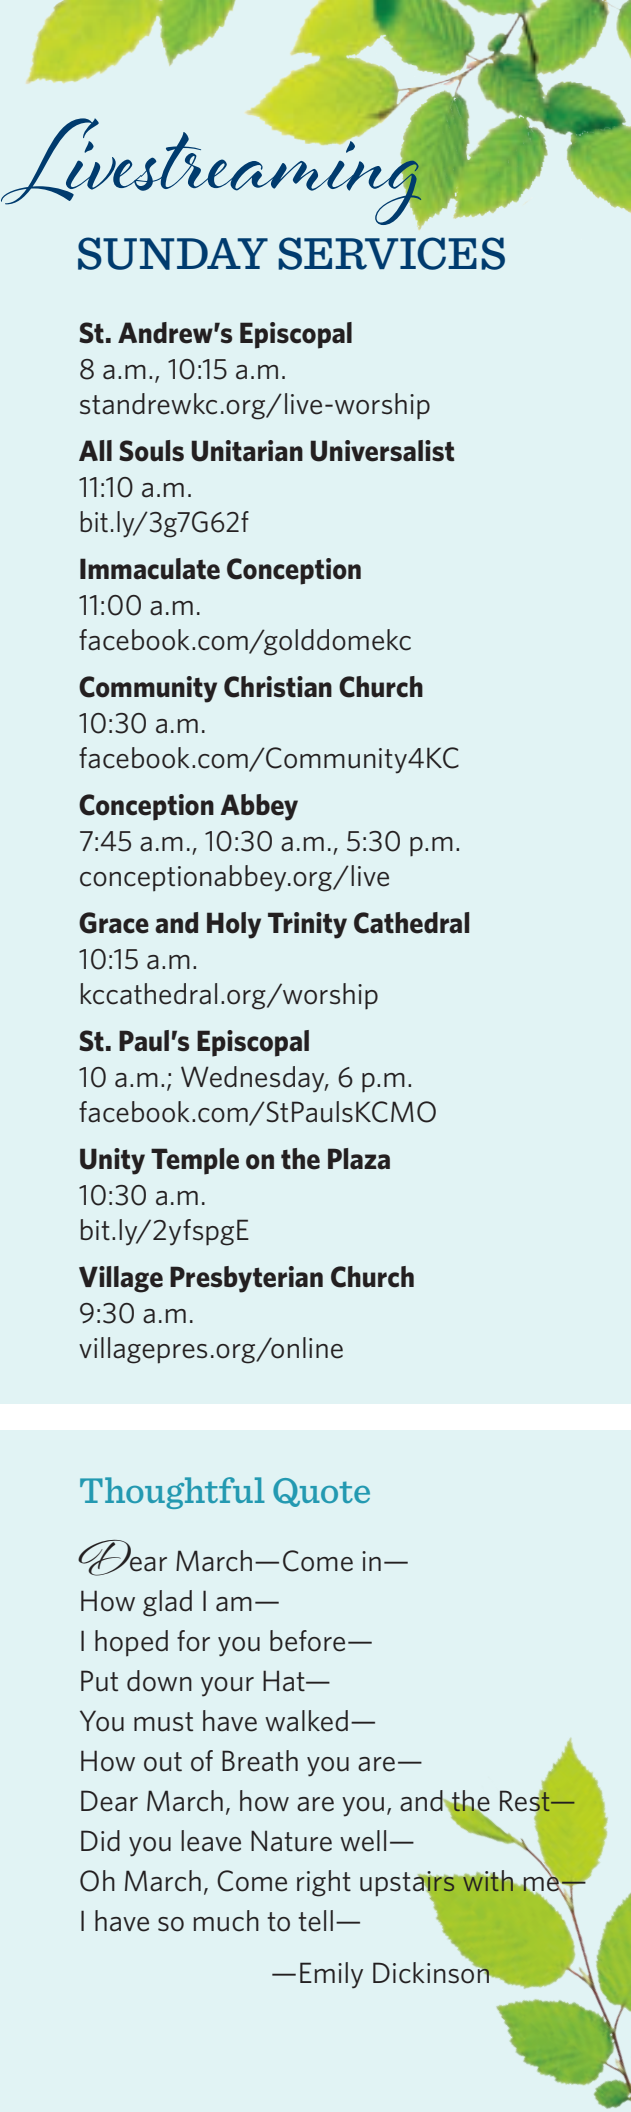 Livestreaming
SUNDAY SERVICES
St. Andrew's Episcopal
8 a.m., 10:15 a.m.
standrewkc.org/live-worship
All Souls Unitarian Universalist
11:10 a.m.
bit.ly/3g7G62f
Immaculate Conception
11:00 a.m.
facebook.com/golddomekc
Community Christian Church
10:30 a.m.
facebook.com/Community4KC
Conception Abbey
7:45 a.m., 10:30 a.m., 5:30 p.m.
conceptionabbey.org/live
Grace and Holy Trinity Cathedral
10:15 a.m.
kccathedral.org/worship
St. Paul's Episcopal
10 a.m.; Wednesday, 6 p.m.
facebook.com/StPaulsKCMO
Unity Temple on the Plaza
10:30 a.m.
bit.ly/2yfspgE
Village Presbyterian Church
9:30 a.m.
villagepres.org/online
Thoughtful Quote
Dear March—Come in—
How glad I am—
I hoped for you before—
Put down your Hat—
You must have walked—
How out of Breath you are—
Dear March, how are you, and the Rest—
Did you leave Nature well—
Oh March, Come right upstairs with me—
I have so much to tell—
—Emily Dickinson